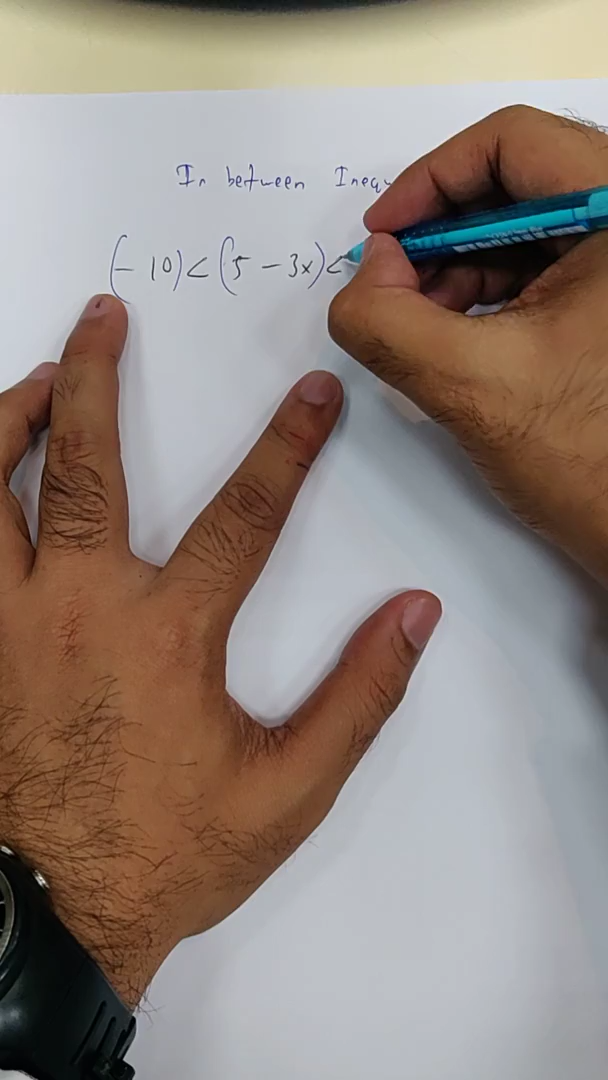 In between Inequ
(- 10) < (5 - 3x) <